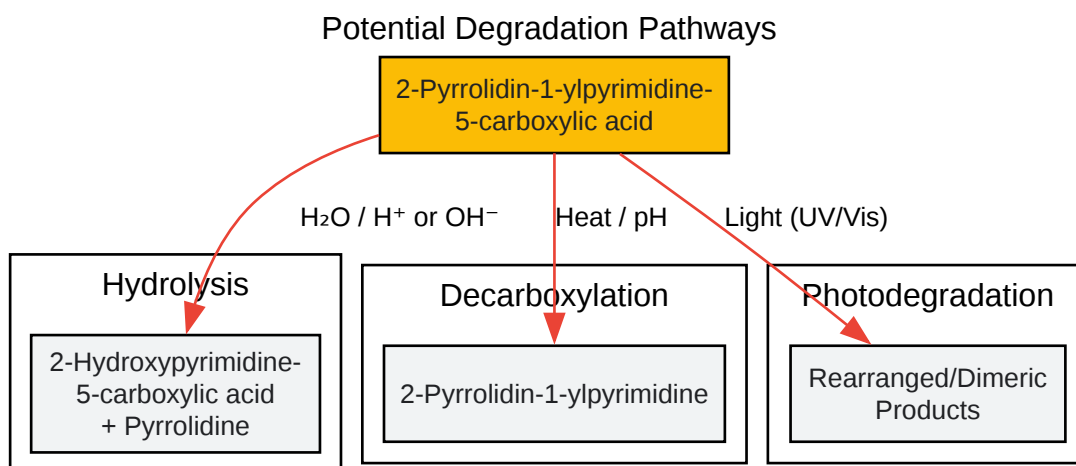 Potential Degradation Pathways
2-Pyrrolidin-1-ylpyrimidine-
5-carboxylic acid
H₂O / H⁺ or OH⁻
Heat / pH
Light (UV/Vis)
Hydrolysis
2-Hydroxypyrimidine-
5-carboxylic acid
+ Pyrrolidine
Decarboxylation
2-Pyrrolidin-1-ylpyrimidine
Photodegradation
Rearranged/Dimeric
Products